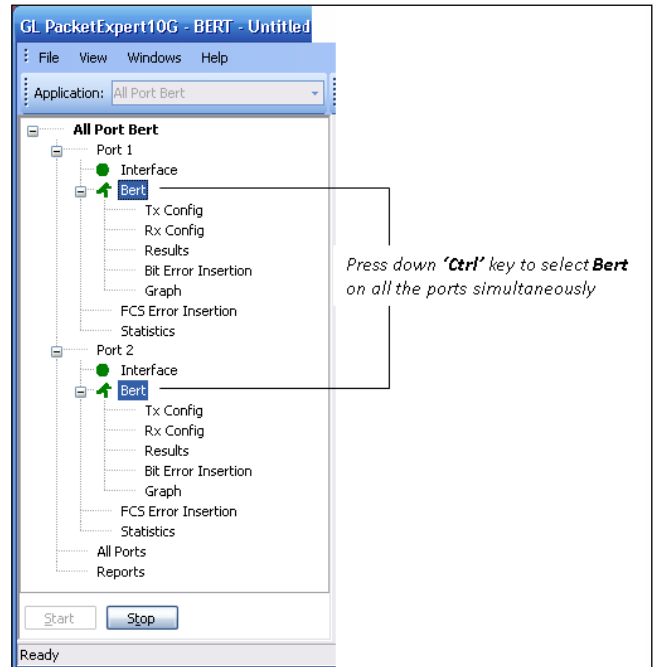 GL PacketExpert10G - BERT - Untitled
File View Windows Help
Application: All Port Bert
All Port Bert
Port 1
Interface
Bert
Tx Config
Rx Config
Results
Bit Error Insertion
Graph
FCS Error Insertion
Statistics
Port 2
Interface
Bert
Tx Config
Rx Config
Results
Bit Error Insertion
Graph
FCS Error Insertion
Statistics
All Ports
Reports
Press down ‘Ctrl’ key to select Bert
on all the ports simultaneously
Start Stop
Ready